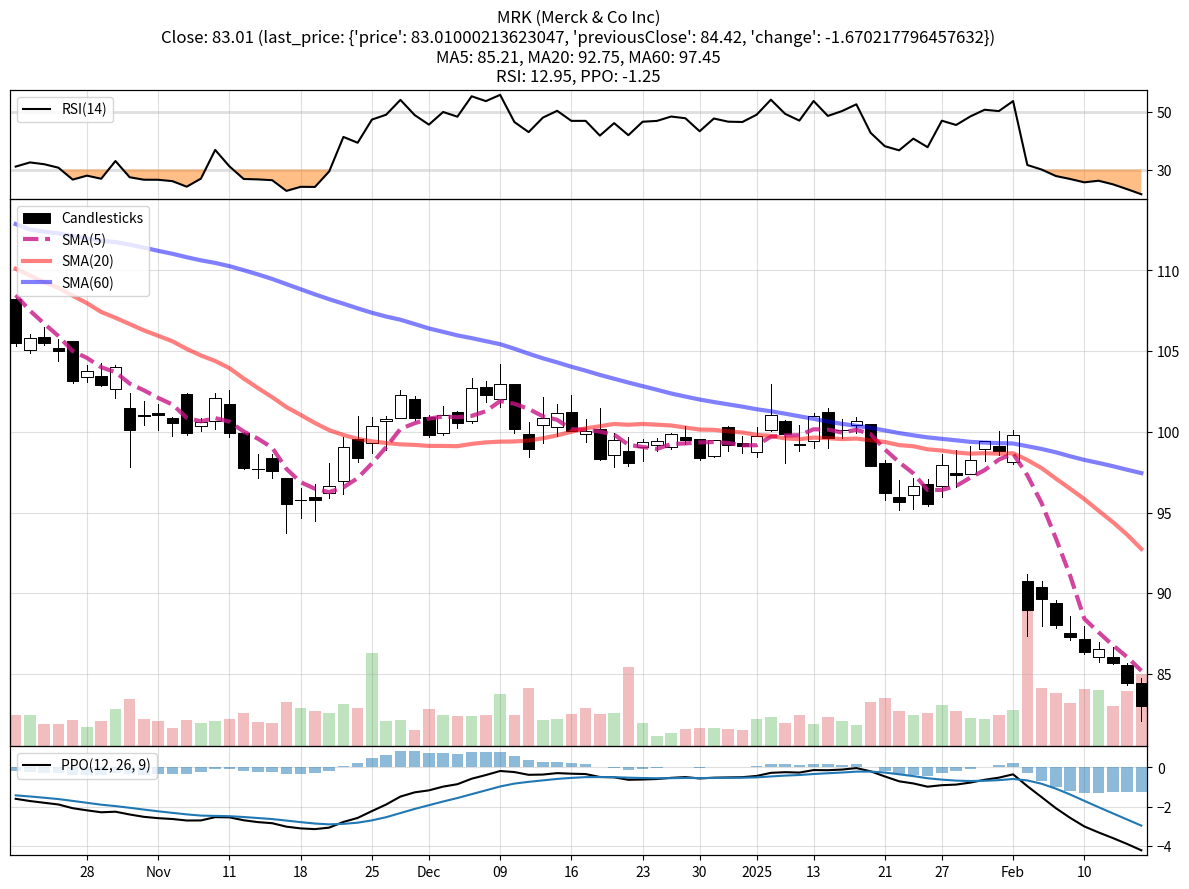 MRK (Merck & Co Inc)
Close: 83.01 (last_price: {'price': 83.01000213623047, 'previousClose': 84.42, 'change': -1.670217796457632})
MA5: 85.21, MA20: 92.75, MA60: 97.45
RSI: 12.95, PPO: -1.25
RSI(14)
50
30
Candlesticks
SMA(5)
SMA(20)
SMA(60)
110
105
100
95
90
85
PPO(12, 26, 9)
0
−2
−4
28 Nov 11 18 25 Dec 09 16 23 30 2025 13 21 27 Feb 10